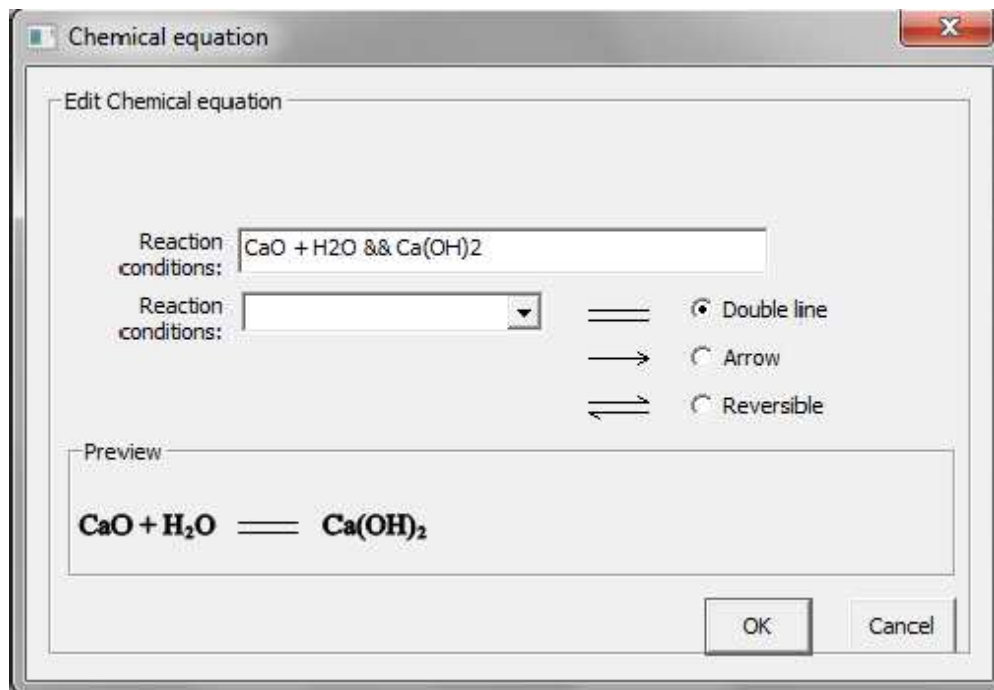 Chemical equation
Edit Chemical equation
Reaction
conditions:
CaO + H2O && Ca(OH)2
Reaction
conditions:
Double line
Arrow
Reversible
Preview
CaO + H₂O ═══ Ca(OH)₂
OK
Cancel